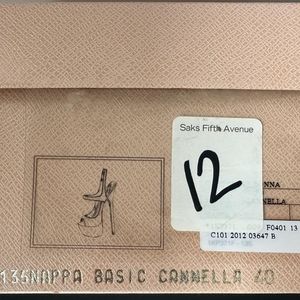 Saks Fifth Avenue
12
NNA
NELLA
F0401 13
C101 2012 03647 B
135NAPPA BASIC CANNELLA 40